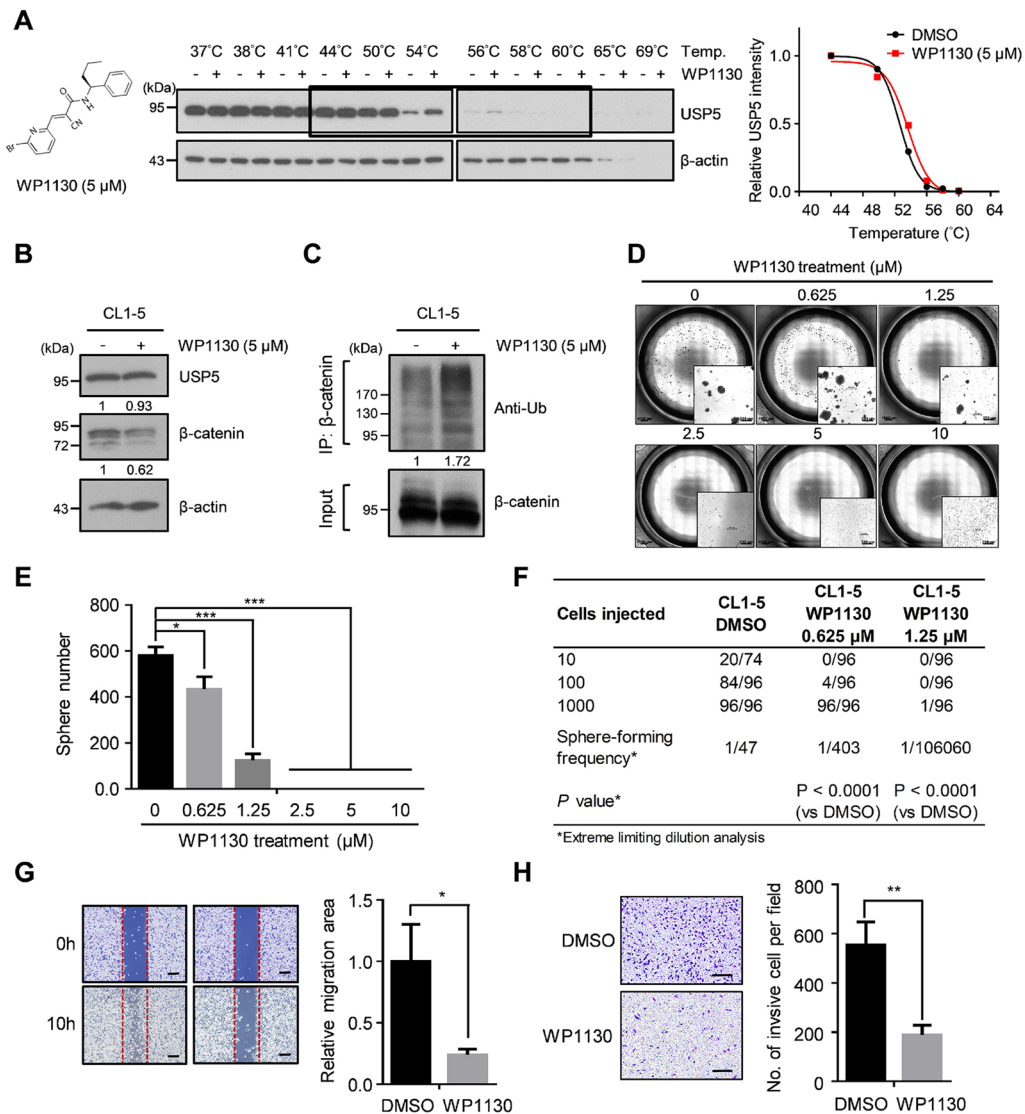 A
37°C 38°C 41°C 44°C 50°C 54°C 56°C 58°C 60°C 65°C 69°C Temp.
- + - + - + - + - + - + - + - + - + - + - + WP1130
(kDa)
95 USP5
43 β-actin
Br N CN O N H
WP1130 (5 μM)
DMSO
WP1130 (5 μM)
Relative USP5 intensity
1.0
0.5
0.0
40 44 48 52 56 60 64
Temperature (°C)
B
CL1-5
(kDa) - + WP1130 (5 μM)
95 USP5
1 0.93
95
72 β-catenin
1 0.62
43 β-actin
C
CL1-5
(kDa) - + WP1130 (5 μM)
IP: β-catenin
170
130
95
Anti-Ub
1 1.72
Input
95 β-catenin
D
WP1130 treatment (μM)
0 0.625 1.25
2.5 5 10
E
Sphere number
800
600
400
200
0.0
* *** ***
0 0.625 1.25 2.5 5 10
WP1130 treatment (μM)
F
Cells injected CL1-5 DMSO CL1-5 WP1130 0.625 μM CL1-5 WP1130 1.25 μM
10 20/74 0/96 0/96
100 84/96 4/96 0/96
1000 96/96 96/96 1/96
Sphere-forming frequency* 1/47 1/403 1/106060
P value* P < 0.0001 (vs DMSO) P < 0.0001 (vs DMSO)
*Extreme limiting dilution analysis
G
0h
10h
Relative migration area
1.5
1.0
0.5
0.0
*
DMSO WP1130
H
DMSO
WP1130
No. of invsive cell per field
800
600
400
200
0
**
DMSO WP1130